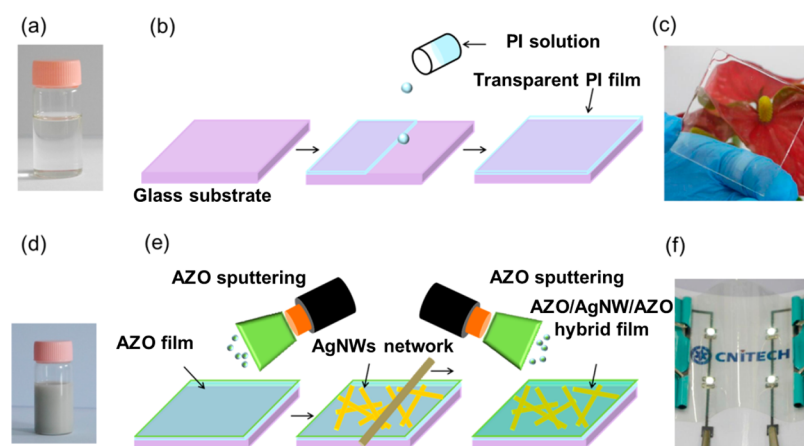 (a)
(b)
PI solution
(c)
Transparent PI film
Glass substrate
(d)
(e)
AZO sputtering
AZO sputtering
(f)
AZO film
AgNWs network
AZO/AgNW/AZO
hybrid film
CNiTECH